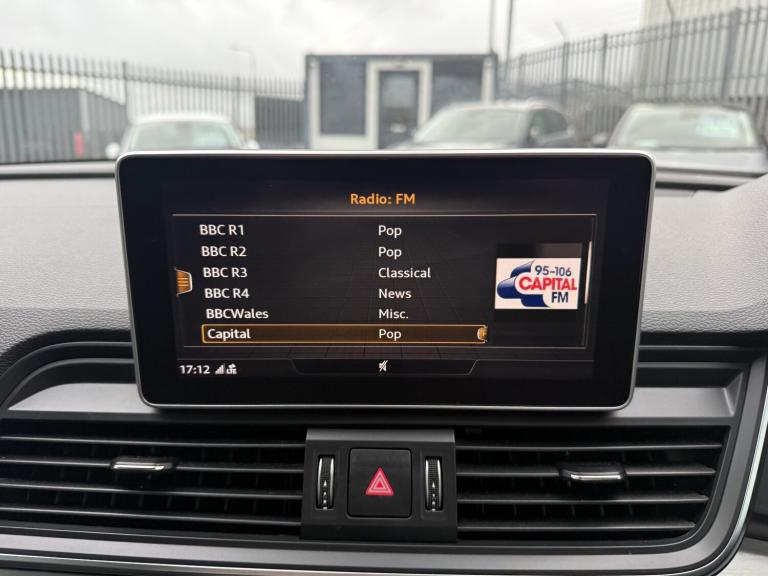 Radio: FM
BBC R1 Pop
BBC R2 Pop
BBC R3 Classical
BBC R4 News
BBCWales Misc.
Capital Pop
95-106
CAPITAL
FM
17:12 LTE